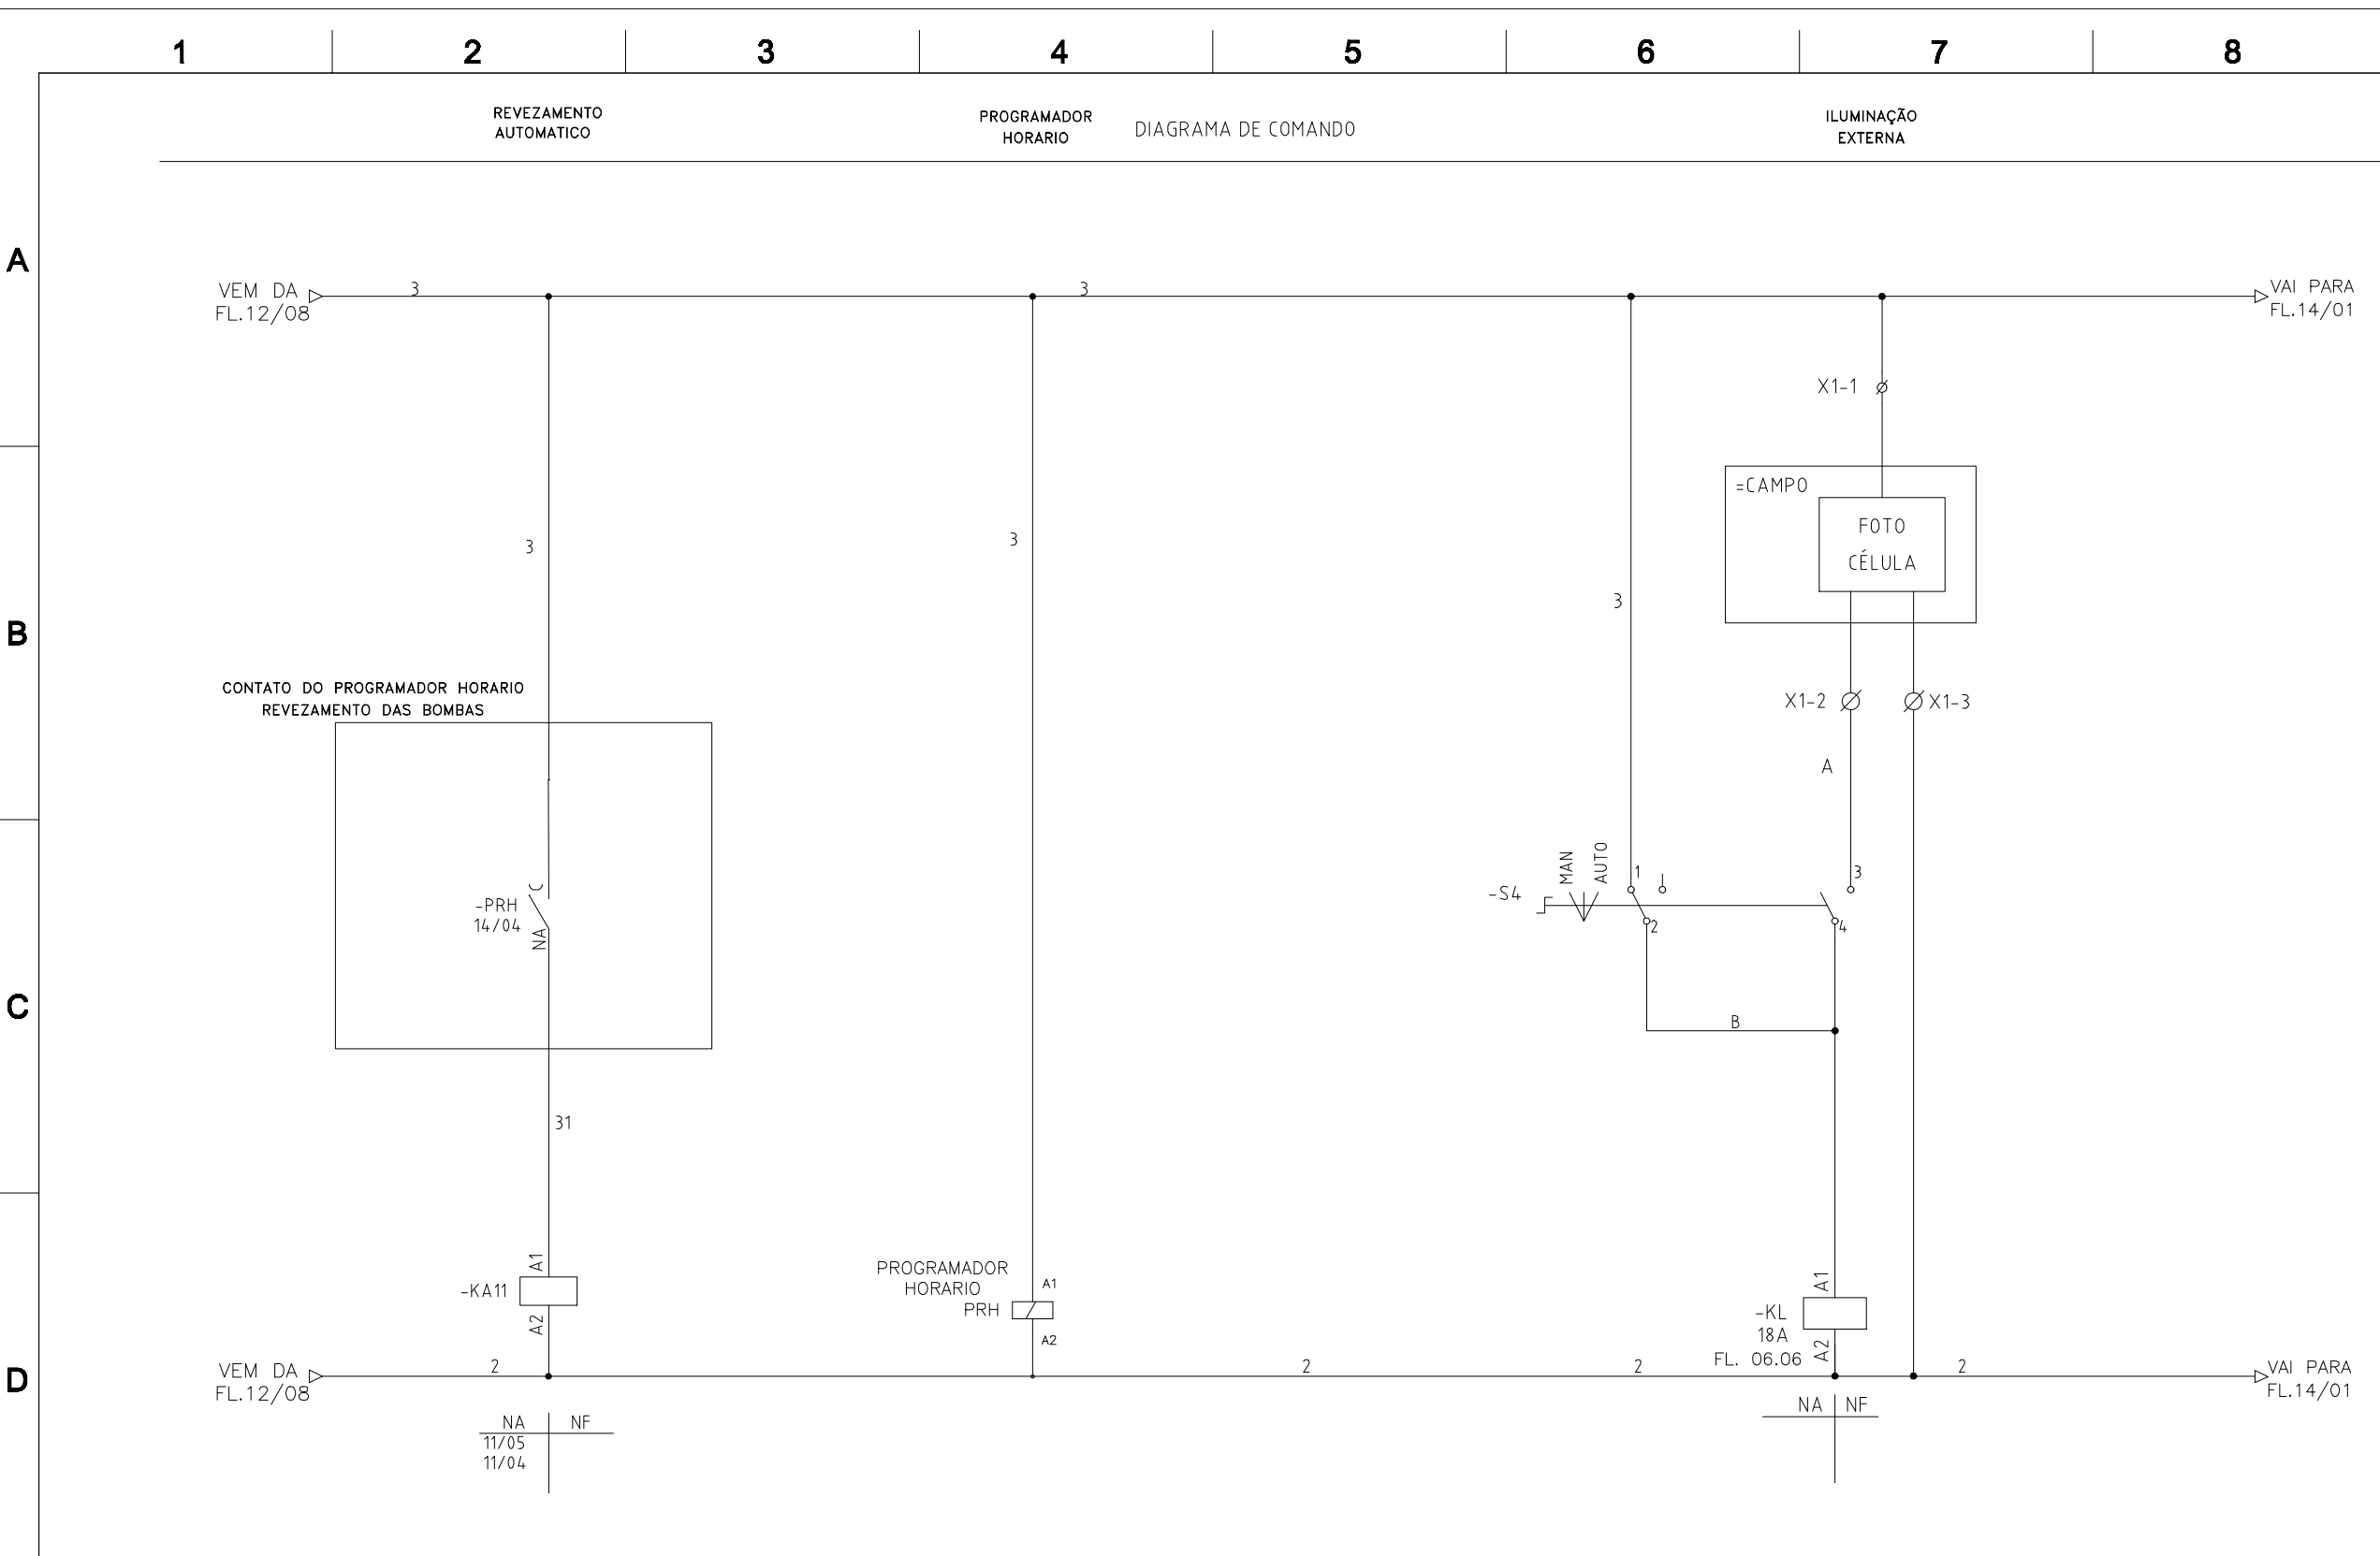 1 2 3 4 5 6 7 8
REVEZAMENTO
AUTOMATICO
PROGRAMADOR
HORARIO
DIAGRAMA DE COMANDO
ILUMINAÇÃO
EXTERNA
A
VEM DA
FL.12/08
3
3
VAI PARA
FL.14/01
X1-1
=CAMPO
FOTO
CÉLULA
3
3
3
B
CONTATO DO PROGRAMADOR HORARIO
REVEZAMENTO DAS BOMBAS
X1-2
X1-3
A
-PRH
14/04
C
NA
-S4
MAN
AUTO
1
2
3
4
C
B
31
A1
-KA11
A2
PROGRAMADOR
HORARIO
PRH
A1
A2
A1
-KL
18A
FL. 06.06
A2
D
VEM DA
FL.12/08
2
2
2
2
VAI PARA
FL.14/01
NA NF
11/05
11/04
NA NF